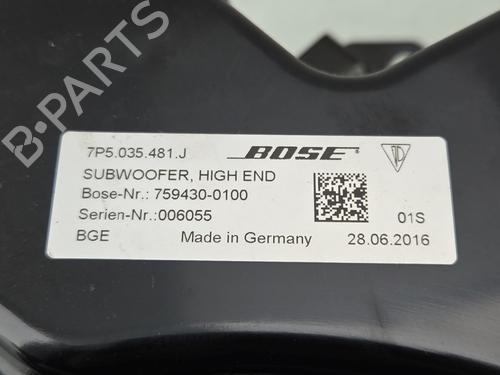 B-PARTS
7P5.035.481.J BOSE
SUBWOOFER, HIGH END
Bose-Nr.: 759430-0100
Serien-Nr.:006055 01S
BGE Made in Germany 28.06.2016